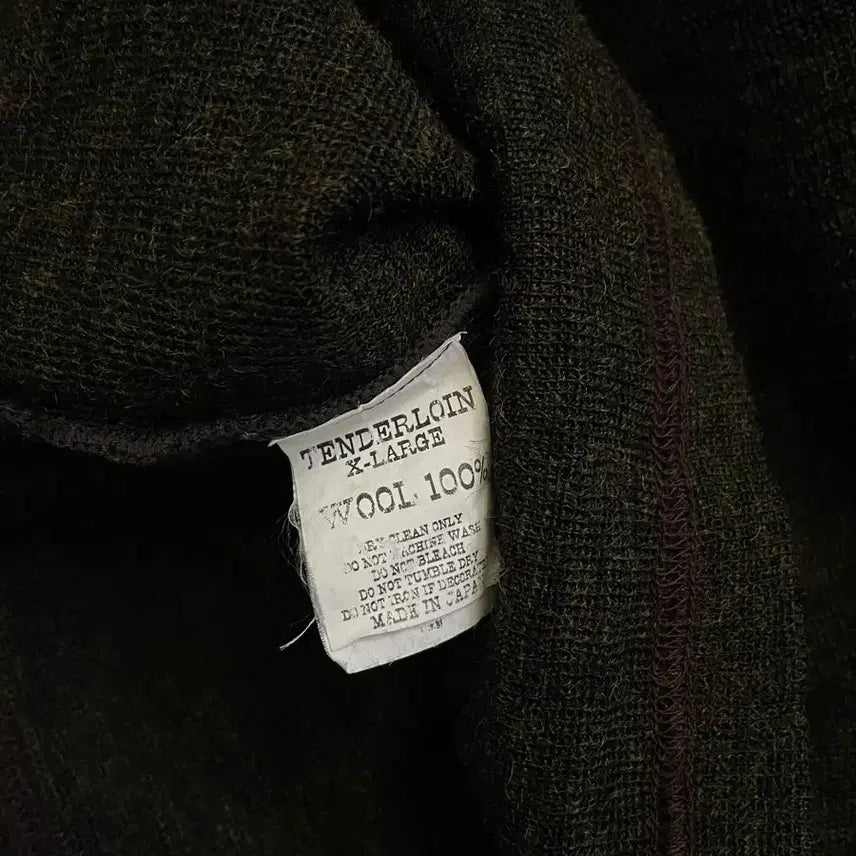 TENDERLOIN
X-LARGE
WOOL 100%
DRY CLEAN ONLY
DO NOT MACHINE WASH
DO NOT BLEACH
DO NOT TUMBLE DRY
DO NOT IRON IF DECORATE
MADE IN JAPAN